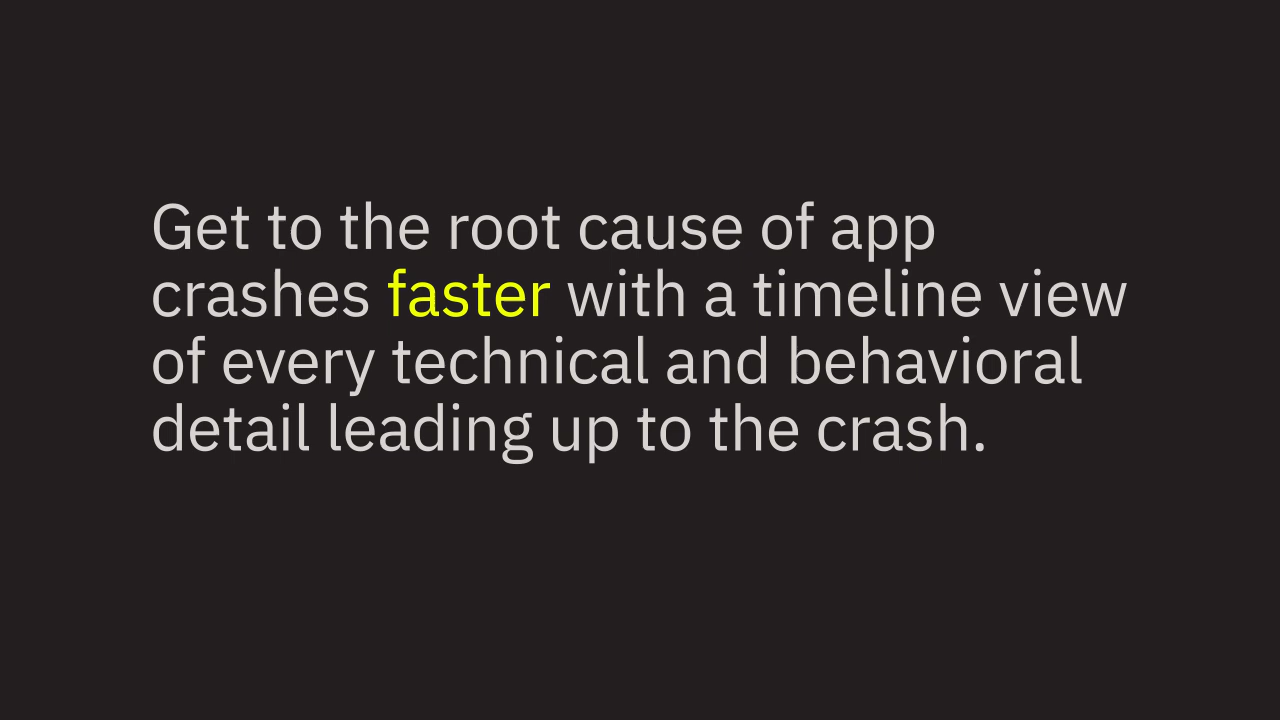 Get to the root cause of app
crashes faster with a timeline view
of every technical and behavioral
detail leading up to the crash.